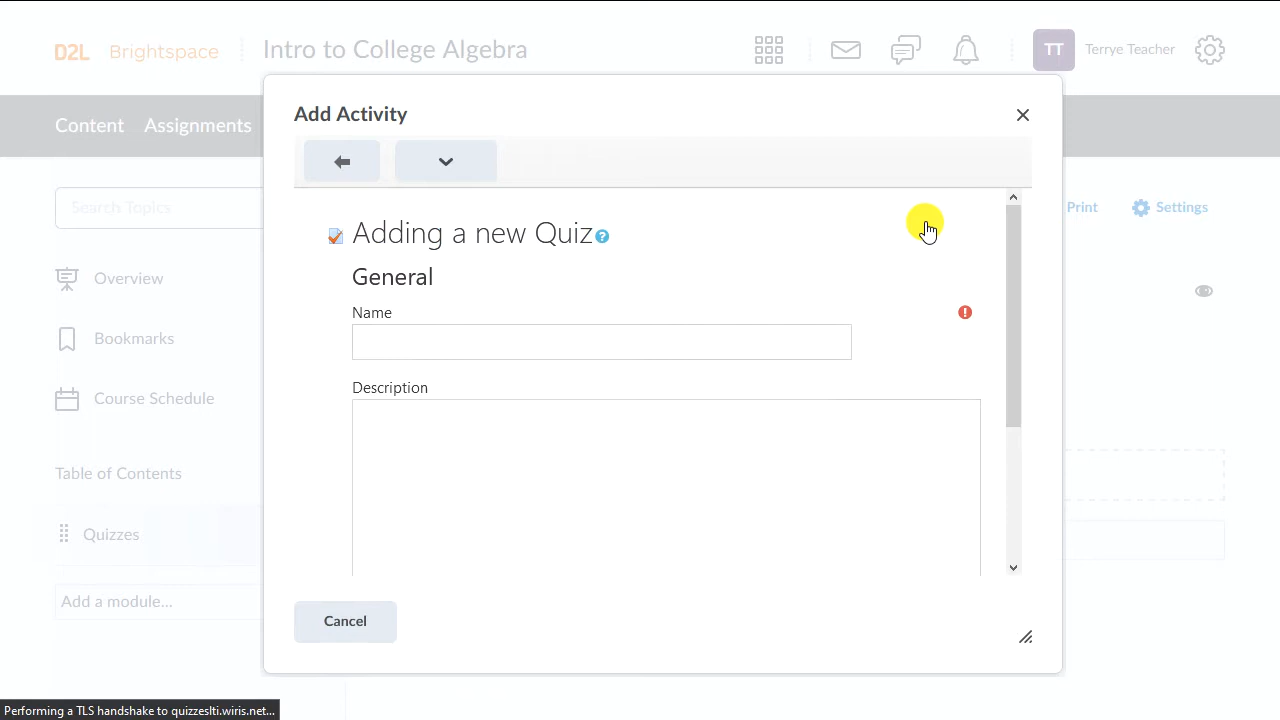 D2L Brightspace Intro to College Algebra TT Terrye Teacher
Content Assignments
Add Activity
Search Topics
Print Settings
Adding a new Quiz
General
Overview
Name
Bookmarks
Description
Course Schedule
Table of Contents
Quizzes
Add a module...
Cancel
Performing a TLS handshake to quizzeslti.wiris.net...